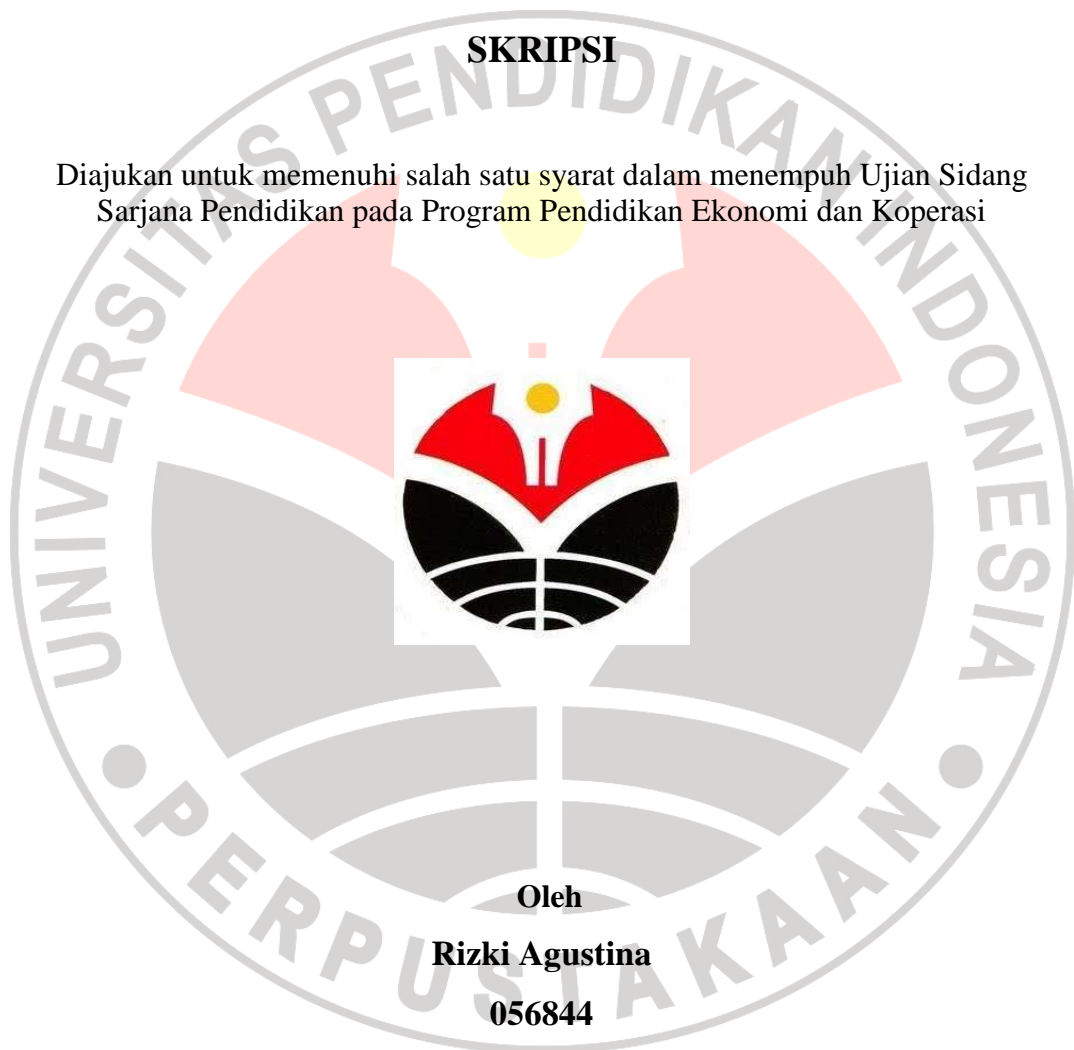 SKRIPSI
Diajukan untuk memenuhi salah satu syarat dalam menempuh Ujian Sidang
Sarjana Pendidikan pada Program Pendidikan Ekonomi dan Koperasi
Oleh
Rizki Agustina
056844
UNIVERSITAS PENDIDIKAN INDONESIA
PERPUSTAKAAN